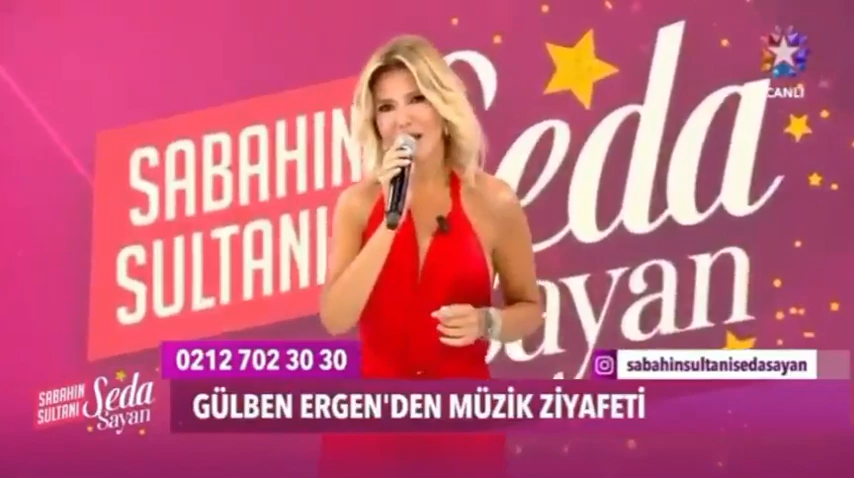 CANLI
SABAHIN
SULTANI
Seda
Sayan
0212 702 30 30
sabahinsultanisedasayan
SABAHIN
SULTANI
Seda
Sayan
GÜLBEN ERGEN'DEN MÜZİK ZİYAFETİ